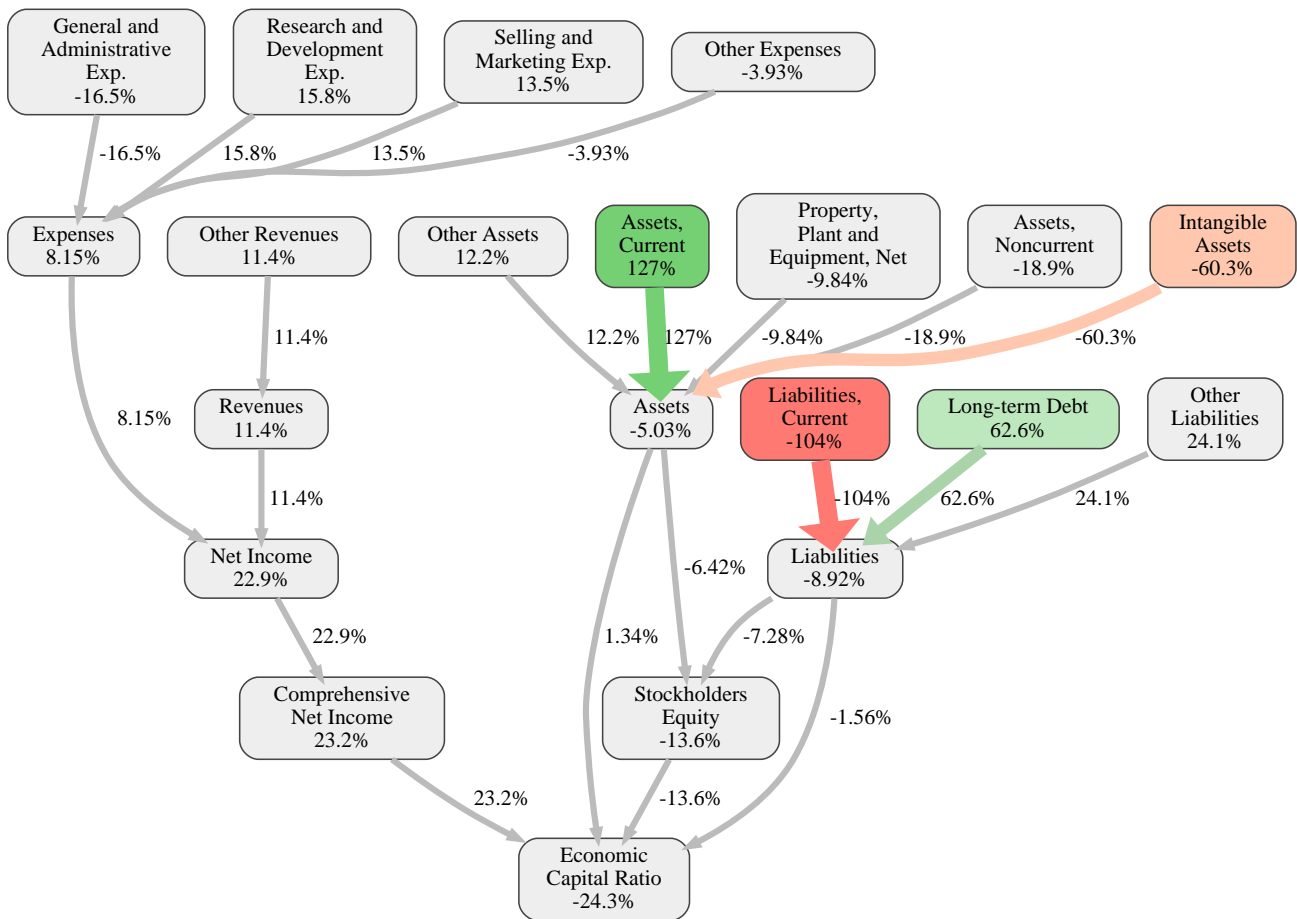 General and
Administrative
Exp.
-16.5%
Research and
Development
Exp.
15.8%
Selling and
Marketing Exp.
13.5%
Other Expenses
-3.93%
-16.5%
15.8%
13.5%
-3.93%
Expenses
8.15%
Other Revenues
11.4%
Other Assets
12.2%
Assets,
Current
127%
Property,
Plant and
Equipment, Net
-9.84%
Assets,
Noncurrent
-18.9%
Intangible
Assets
-60.3%
11.4%
12.2%
127%
-9.84%
-18.9%
-60.3%
8.15%
Revenues
11.4%
Assets
-5.03%
Liabilities,
Current
-104%
Long-term Debt
62.6%
Other
Liabilities
24.1%
11.4%
-104%
62.6%
24.1%
Net Income
22.9%
-6.42%
Liabilities
-8.92%
22.9%
1.34%
-7.28%
Comprehensive
Net Income
23.2%
Stockholders
Equity
-13.6%
-1.56%
23.2%
-13.6%
Economic
Capital Ratio
-24.3%